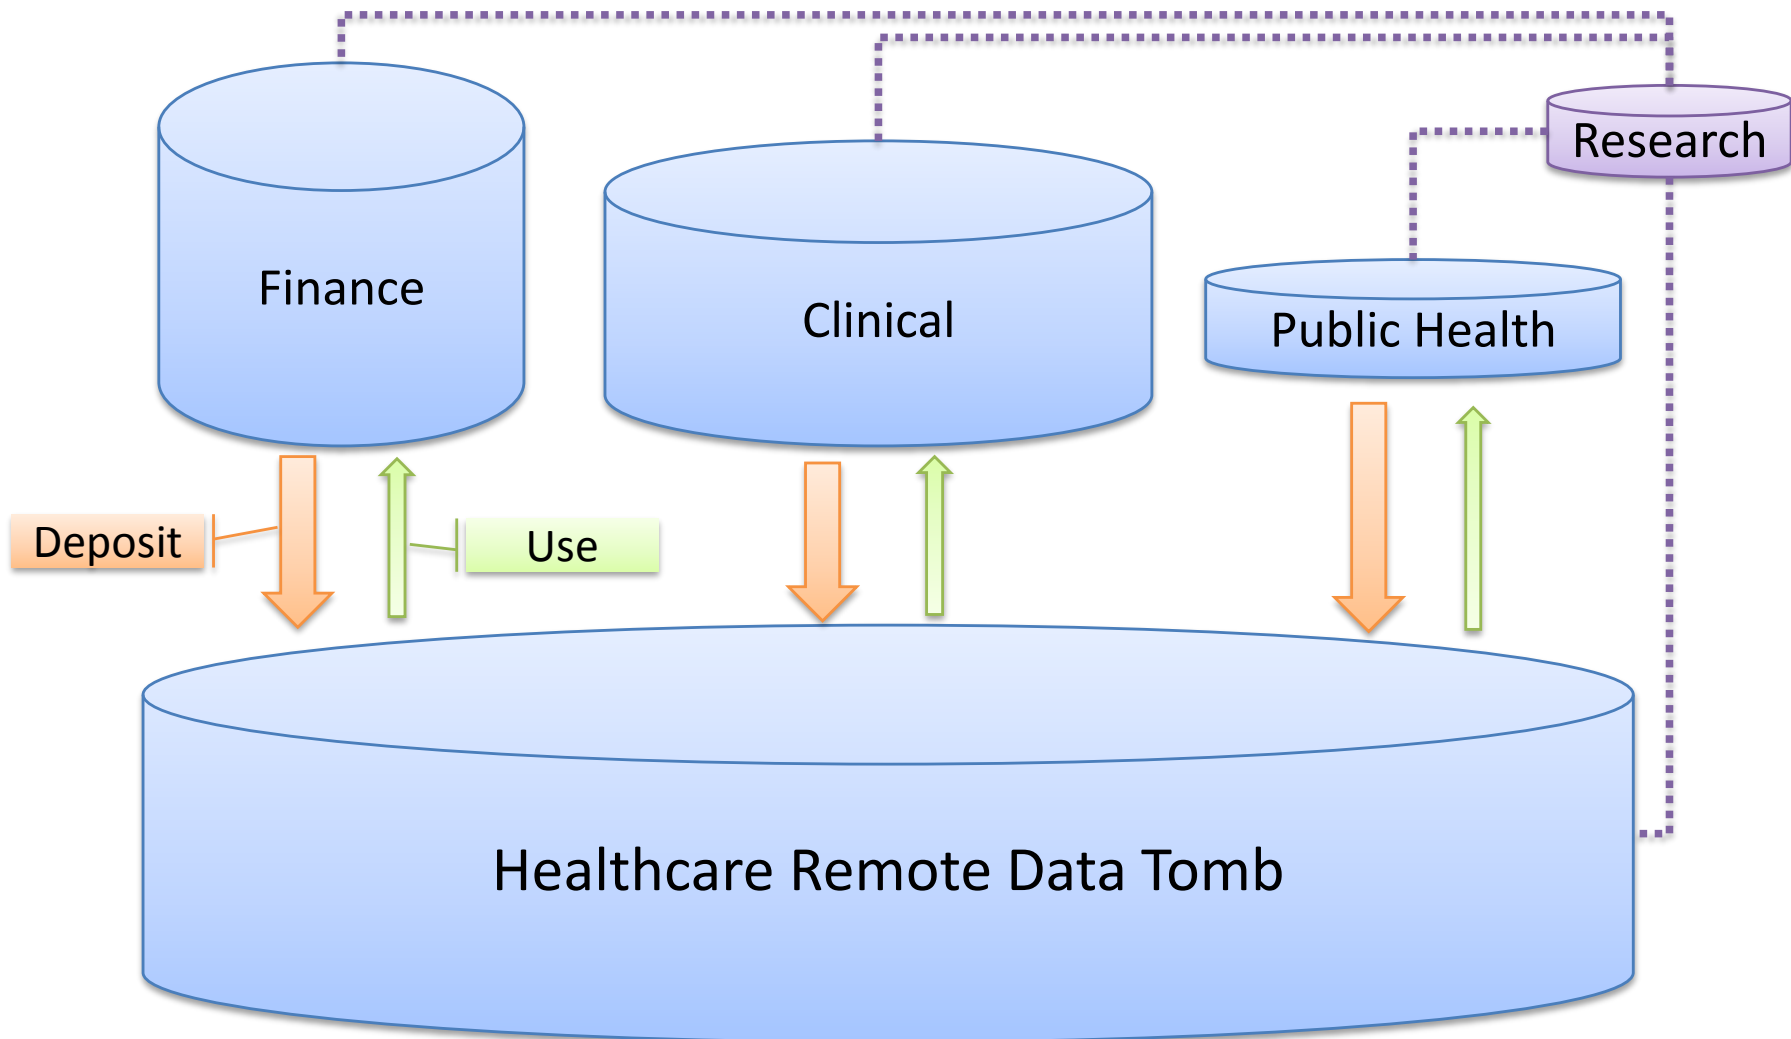 Research
Finance
Clinical
Public Health
Deposit
Use
Healthcare Remote Data Tomb